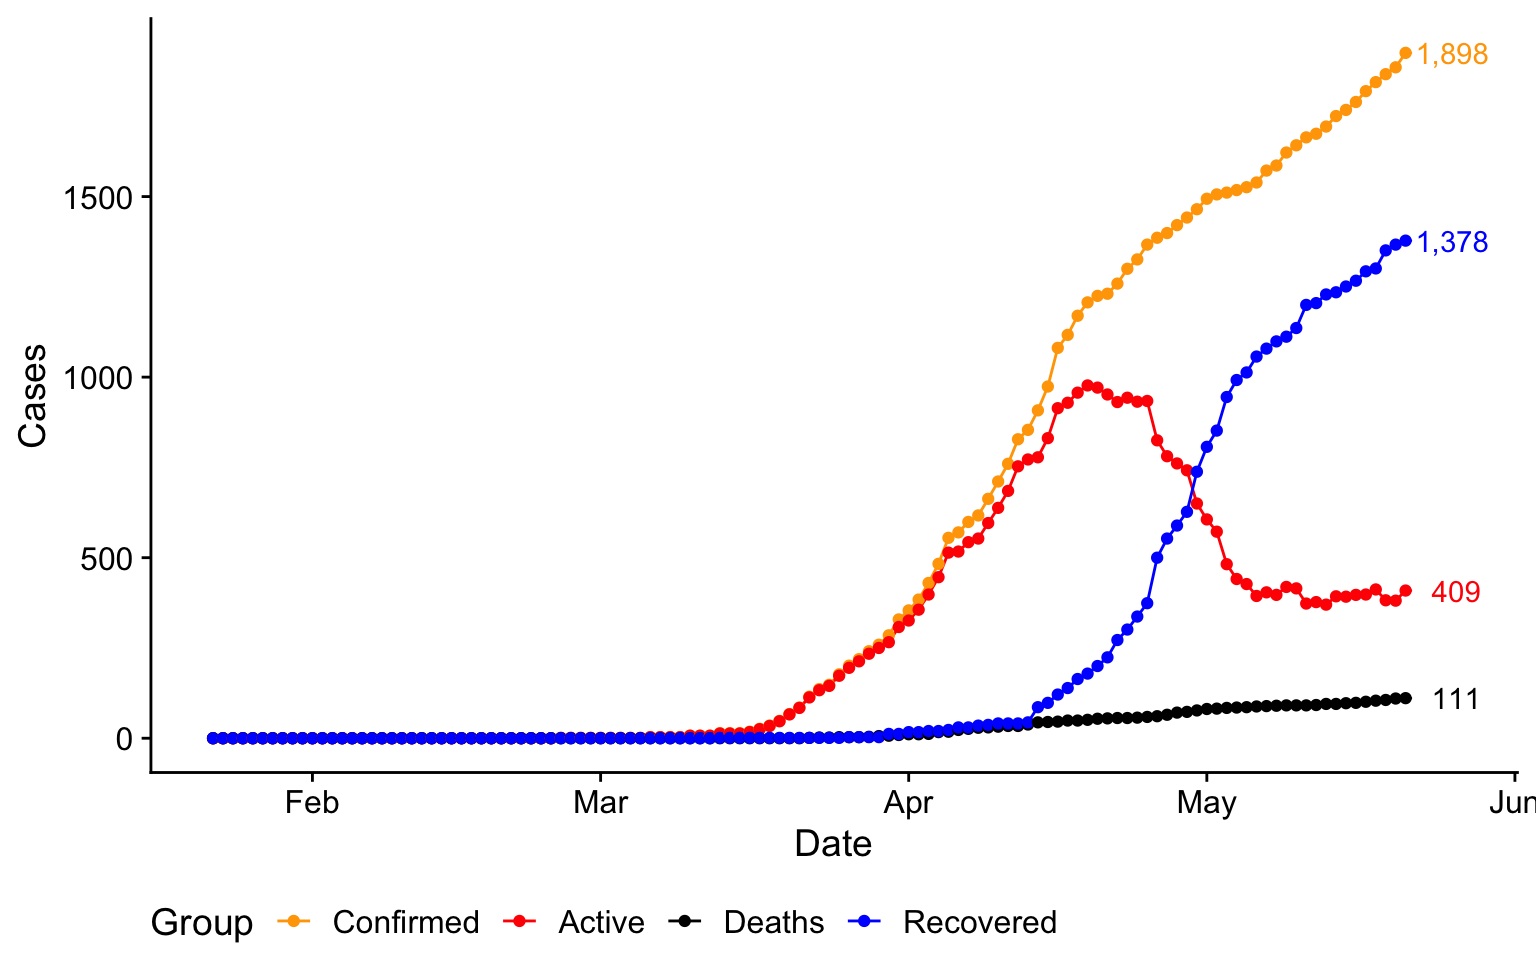 1,898
1500
1,378
1000
Cases
500
409
111
0
Feb Mar Apr May Jun
Date
Group Confirmed Active Deaths Recovered